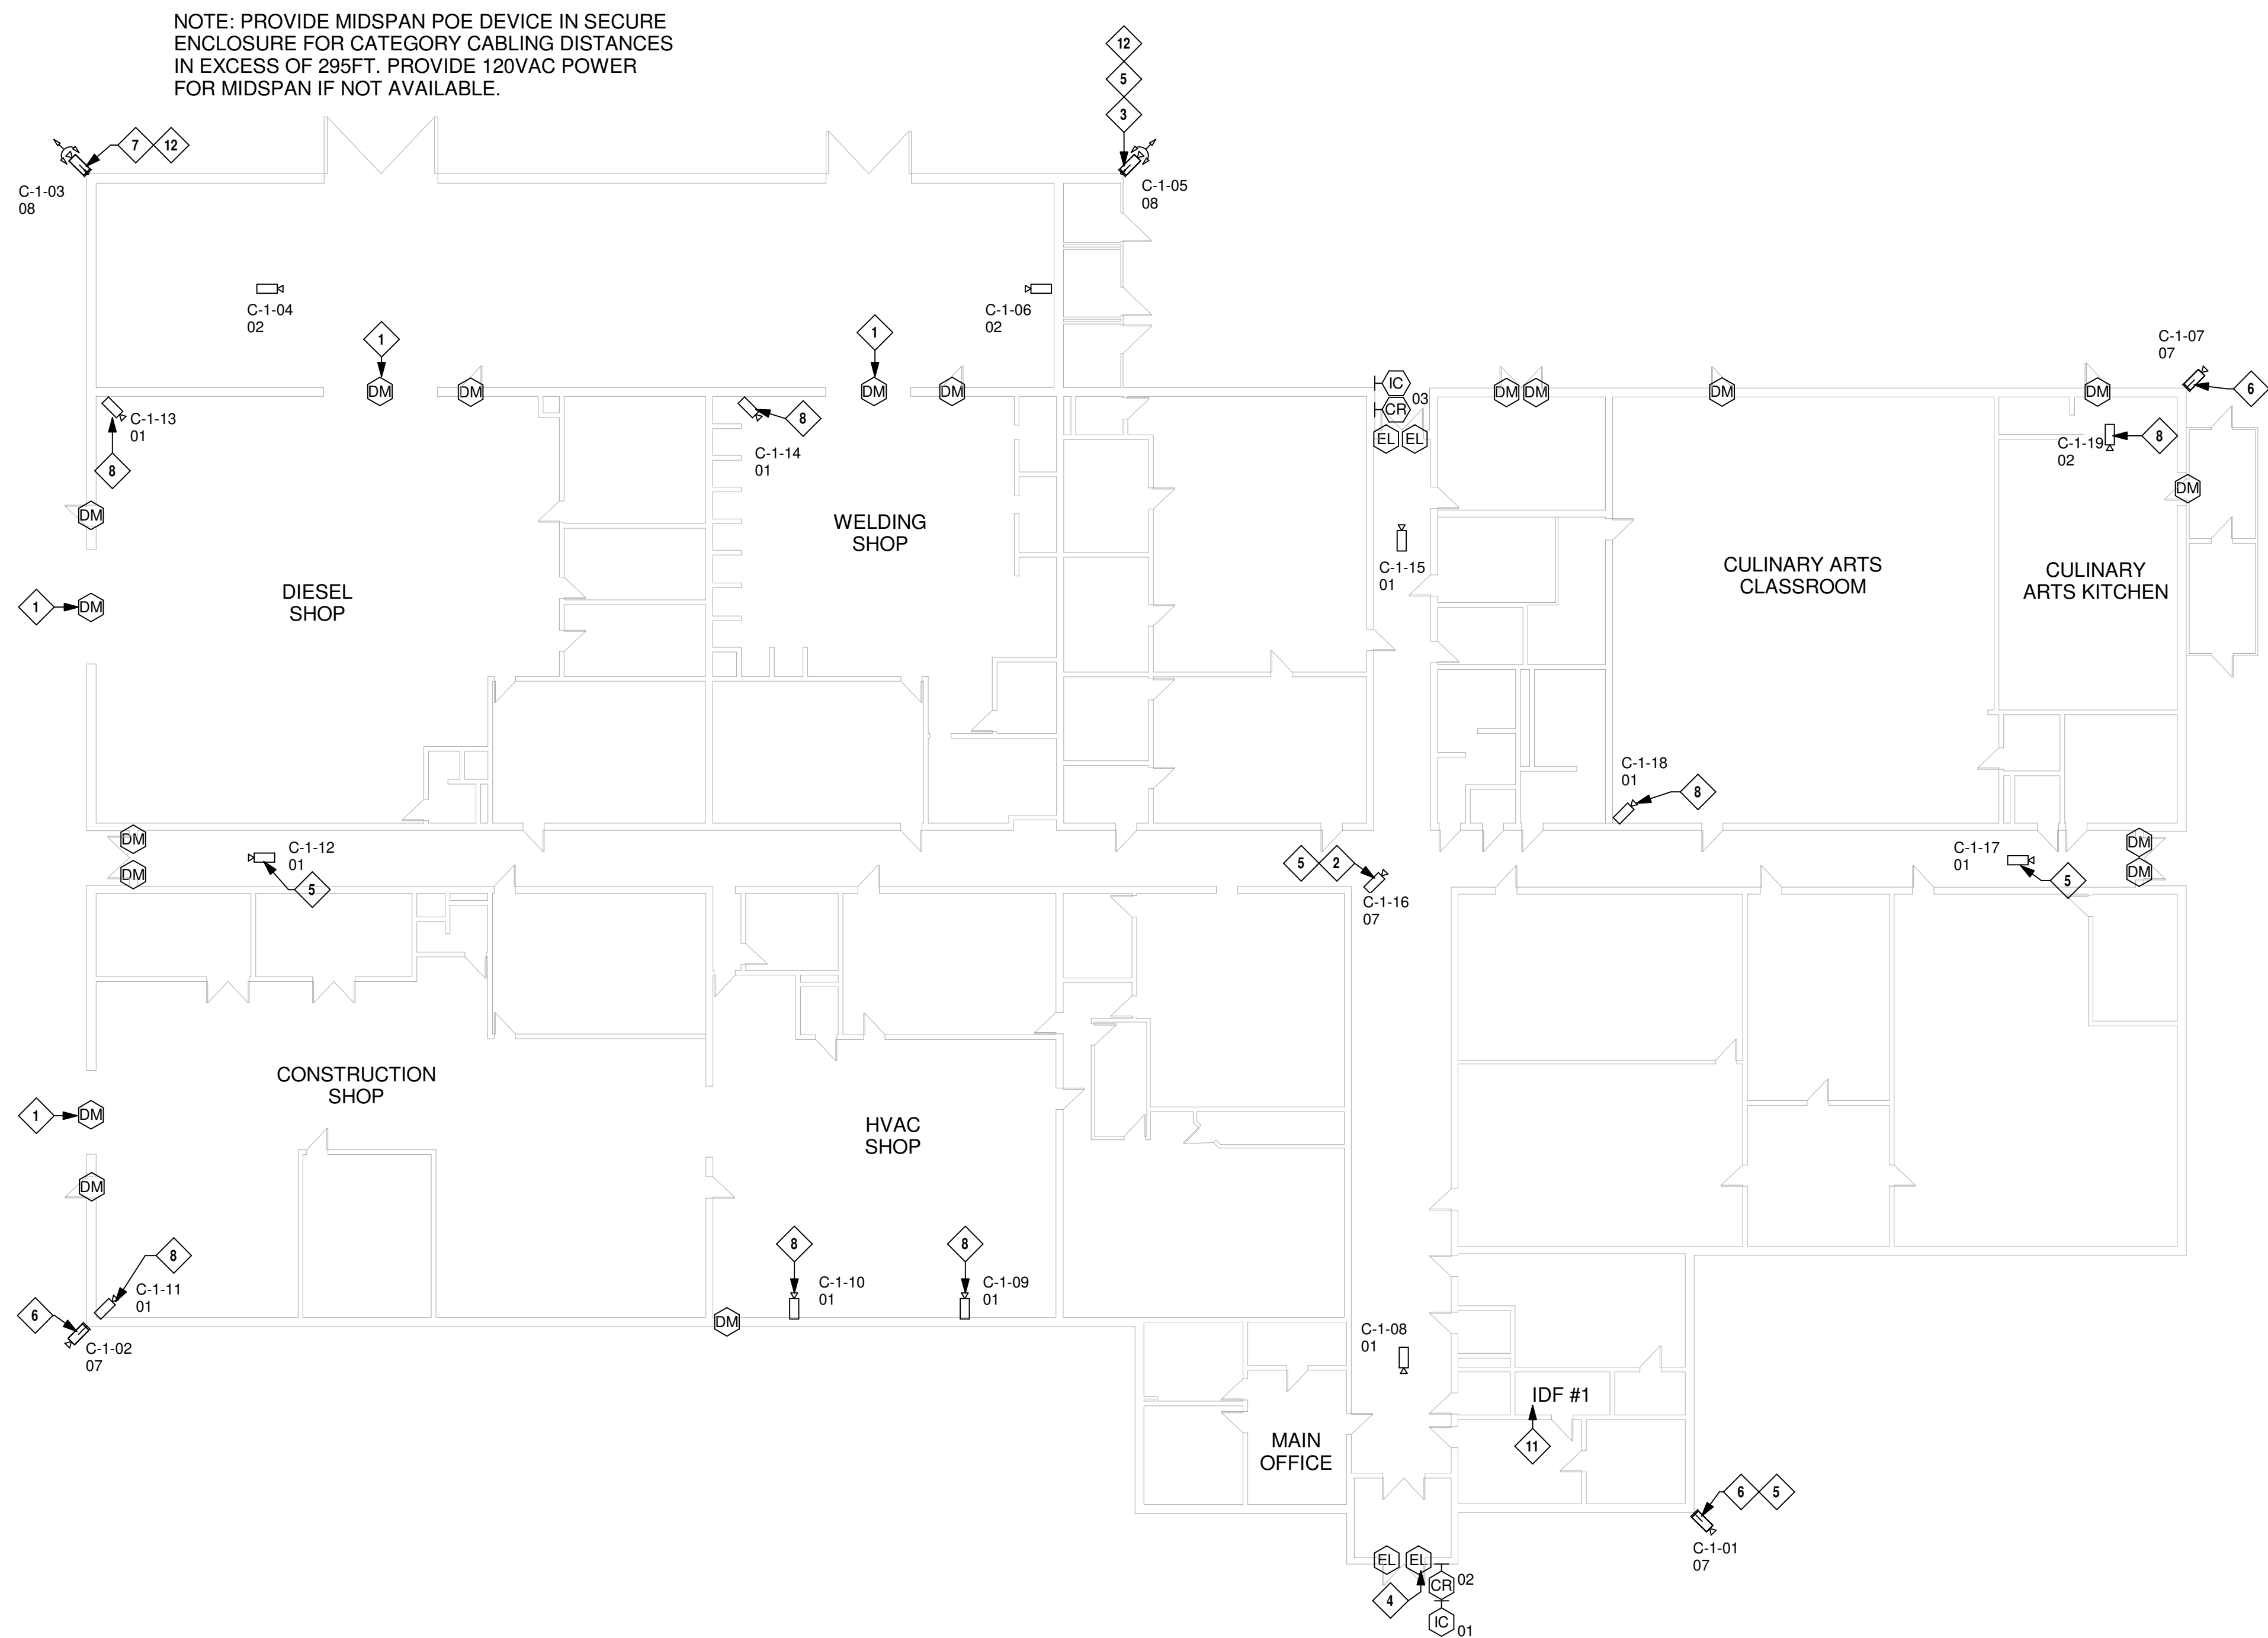 NOTE: PROVIDE MIDSPAN POE DEVICE IN SECURE
ENCLOSURE FOR CATEGORY CABLING DISTANCES
IN EXCESS OF 295FT. PROVIDE 120VAC POWER
FOR MIDSPAN IF NOT AVAILABLE.
12
5
3
7 12
C-1-03
08
C-1-05
08
C-1-04
02
C-1-06
02
1
1
C-1-07
07
6
DM
DM
DM
DM
IC
03
CR
EL EL
DM DM
DM
DM
C-1-13
01
8
8
C-1-14
01
C-1-19
02
8
DM
DM
WELDING
SHOP
C-1-15
01
CULINARY ARTS
CLASSROOM
CULINARY
ARTS KITCHEN
DIESEL
SHOP
1
DM
C-1-18
01
8
DM
DM
C-1-12
01
5
5 2
C-1-16
07
C-1-17
01
5
DM
DM
CONSTRUCTION
SHOP
1
DM
HVAC
SHOP
DM
8
C-1-11
01
8
C-1-10
01
8
C-1-09
01
6
C-1-02
07
DM
C-1-08
01
IDF #1
11
MAIN
OFFICE
6 5
C-1-01
07
EL EL
4
CR
02
IC
01